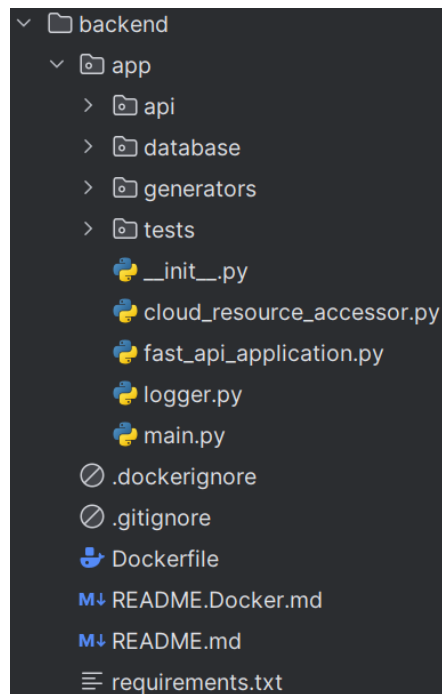 backend
app
api
database
generators
tests
__init__.py
cloud_resource_accessor.py
fast_api_application.py
logger.py
main.py
.dockerignore
.gitignore
Dockerfile
M↓ README.Docker.md
M↓ README.md
requirements.txt